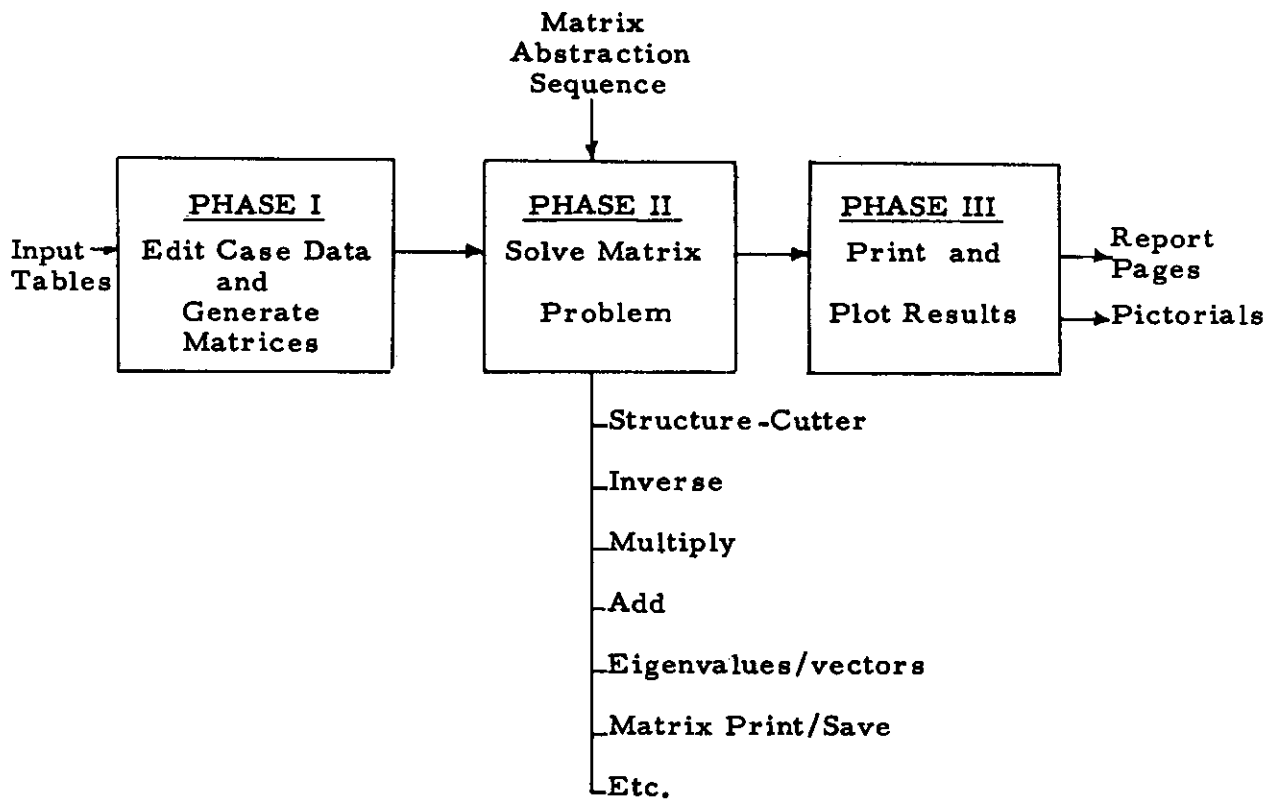 Matrix
Abstraction
Sequence
Input
Tables
PHASE I
Edit Case Data
and
Generate
Matrices
PHASE II
Solve Matrix
Problem
PHASE III
Print and
Plot Results
Report
Pages
Pictorials
Structure-Cutter
Inverse
Multiply
Add
Eigenvalues/vectors
Matrix Print/Save
Etc.